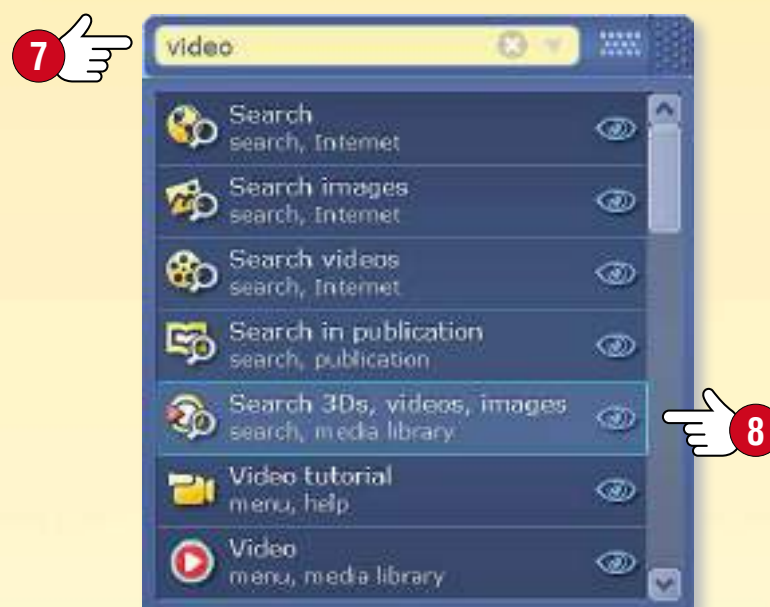 7
video
Search
search, Internet
Search images
search, Internet
Search videos
search, Internet
Search in publication
search, publication
Search 3Ds, videos, images
search, media library
8
Video tutorial
menu, help
Video
menu, media library